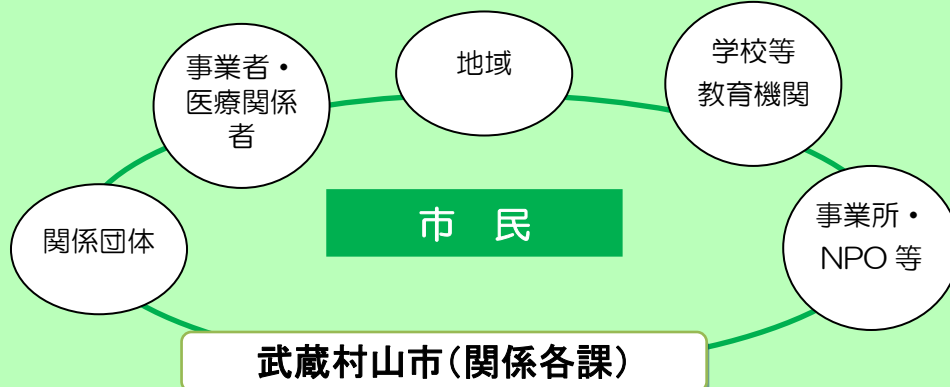 地域
学校等
教育機関
事業者・
医療関係
者
市 民
事業所・
NPO 等
関係団体
武蔵村山市(関係各課)